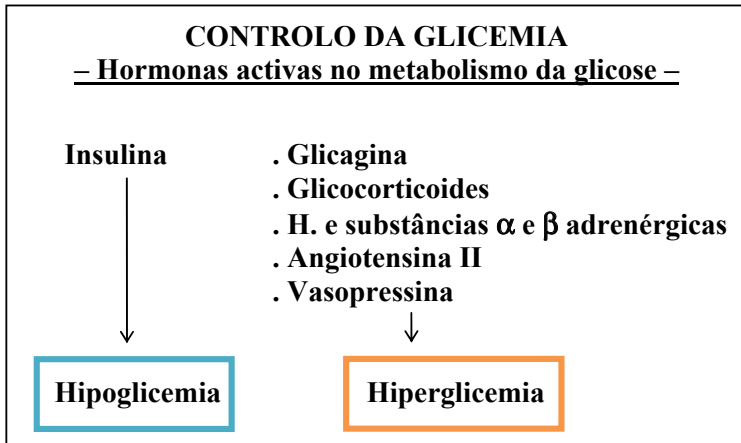 CONTROLO DA GLICEMIA
– Hormonas activas no metabolismo da glicose –
Insulina
. Glicagina
. Glicocorticoides
. H. e substâncias α e β adrenérgicas
. Angiotensina II
. Vasopressina
Hipoglicemia
Hiperglicemia